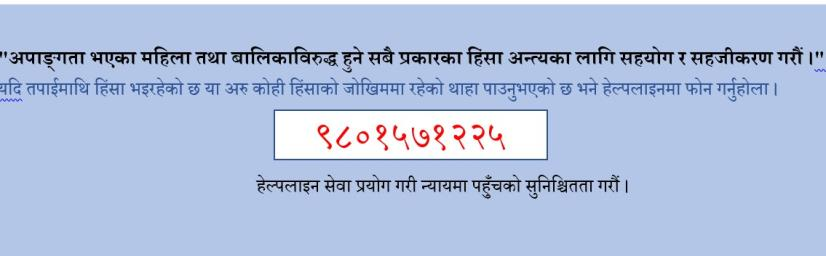 "अपाङ्गता भएका महिला तथा बालिकाविरुद्ध हुने सबै प्रकारका हिंसा अन्त्यका लागि सहयोग र सहजीकरण गरौं ।"
यदि तपाईमाथि हिंसा भइरहेको छ या अरु कोही हिंसाको जोखिममा रहेको थाहा पाउनुभएको छ भने हेल्पलाइनमा फोन गर्नुहोला ।
९८०१५७१२२५
हेल्पलाइन सेवा प्रयोग गरी न्यायमा पहुँचको सुनिश्चितता गरौं ।